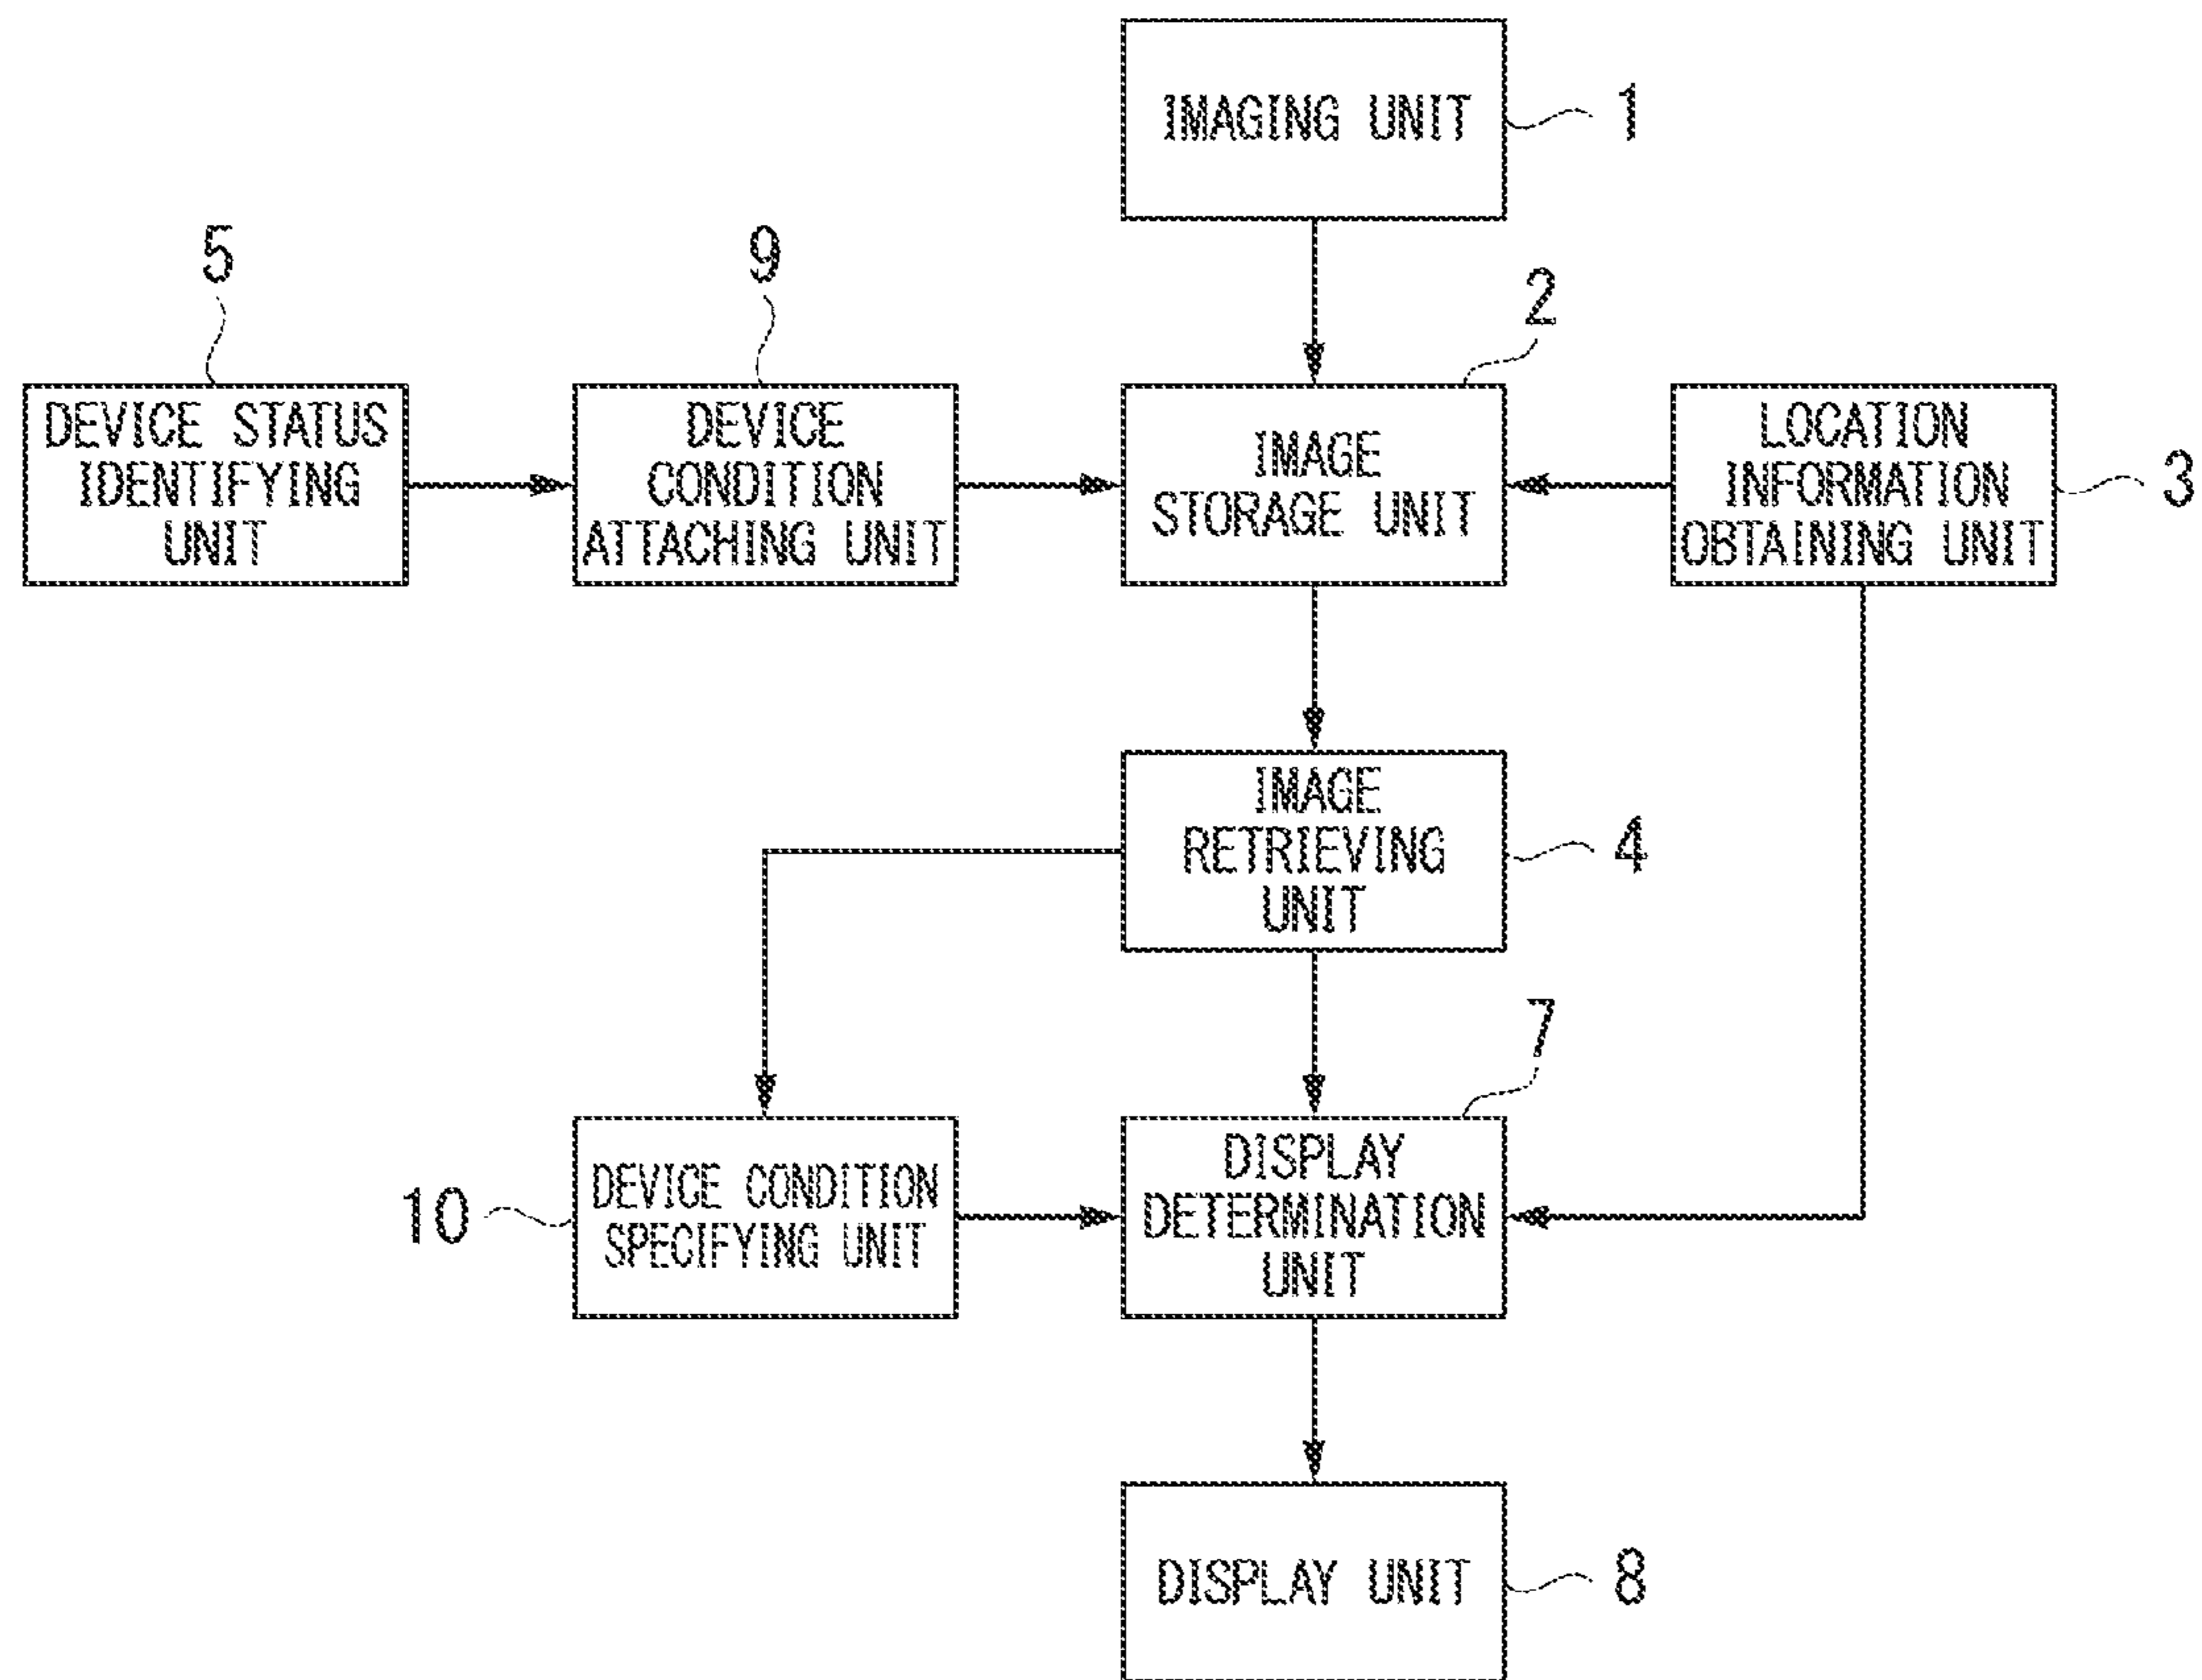 IMAGING UNIT
1
5
9
2
DEVICE STATUS
IDENTIFYING
UNIT
DEVICE
CONDITION
ATTACHING UNIT
IMAGE
STORAGE UNIT
LOCATION
INFORMATION
OBTAINING UNIT
3
IMAGE
RETRIEVING
UNIT
4
7
10
DEVICE CONDITION
SPECIFYING UNIT
DISPLAY
DETERMINATION
UNIT
DISPLAY UNIT
8